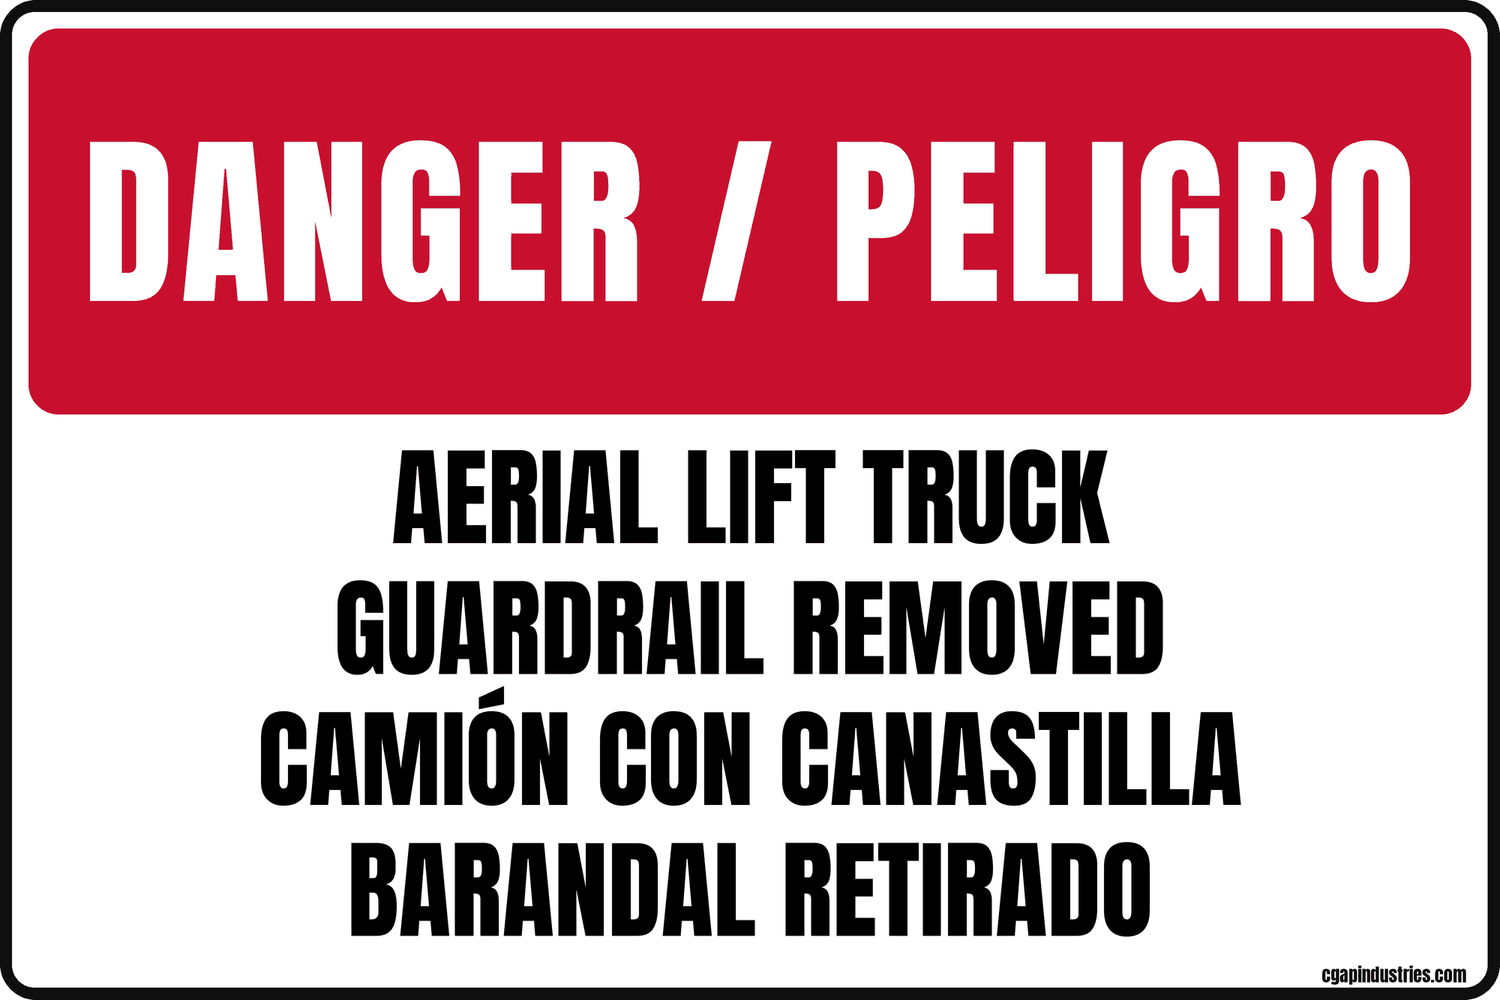 DANGER / PELIGRO
AERIAL LIFT TRUCK
GUARDRAIL REMOVED
CAMIÓN CON CANASTILLA
BARANDAL RETIRADO
cgapindustries.com